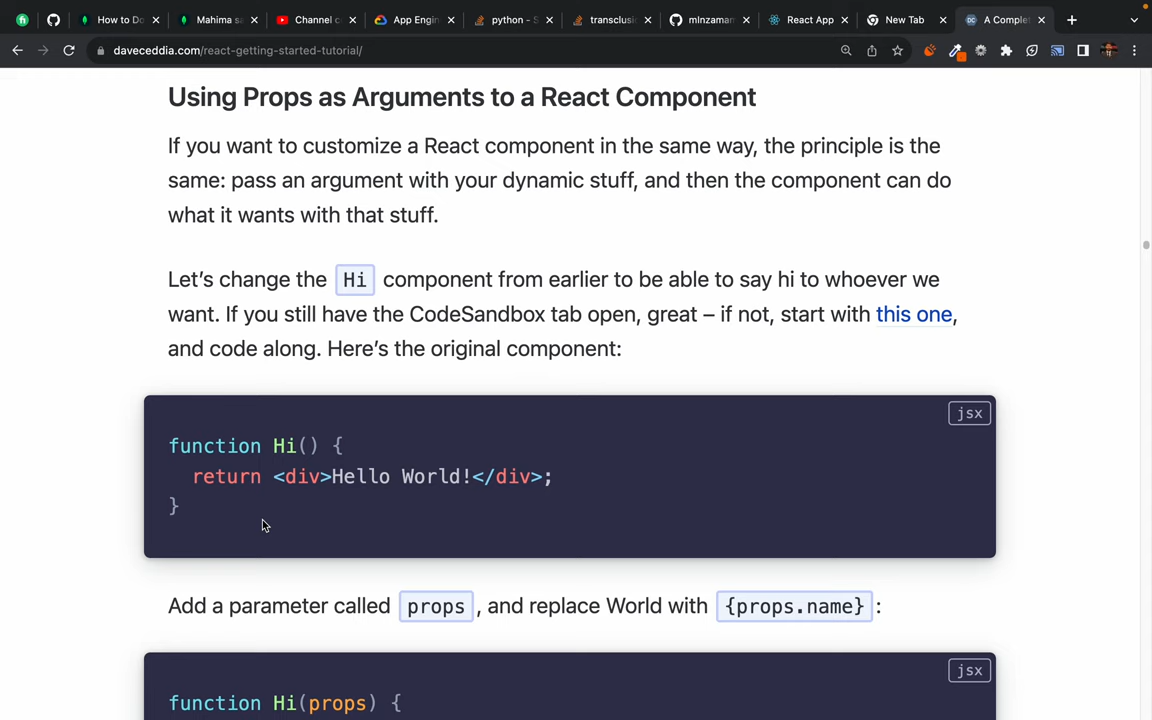 How to Do
Mahima sa
Channel c
App Engin
python - S
transclusio
mlnzaman
React App
New Tab
A Complet
daveceddia.com/react-getting-started-tutorial/
Using Props as Arguments to a React Component
If you want to customize a React component in the same way, the principle is the
same: pass an argument with your dynamic stuff, and then the component can do
what it wants with that stuff.
Let’s change the Hi component from earlier to be able to say hi to whoever we
want. If you still have the CodeSandbox tab open, great – if not, start with this one,
and code along. Here’s the original component:
jsx
function Hi() {
return <div>Hello World!</div>;
}
Add a parameter called props , and replace World with {props.name} :
jsx
function Hi(props) {